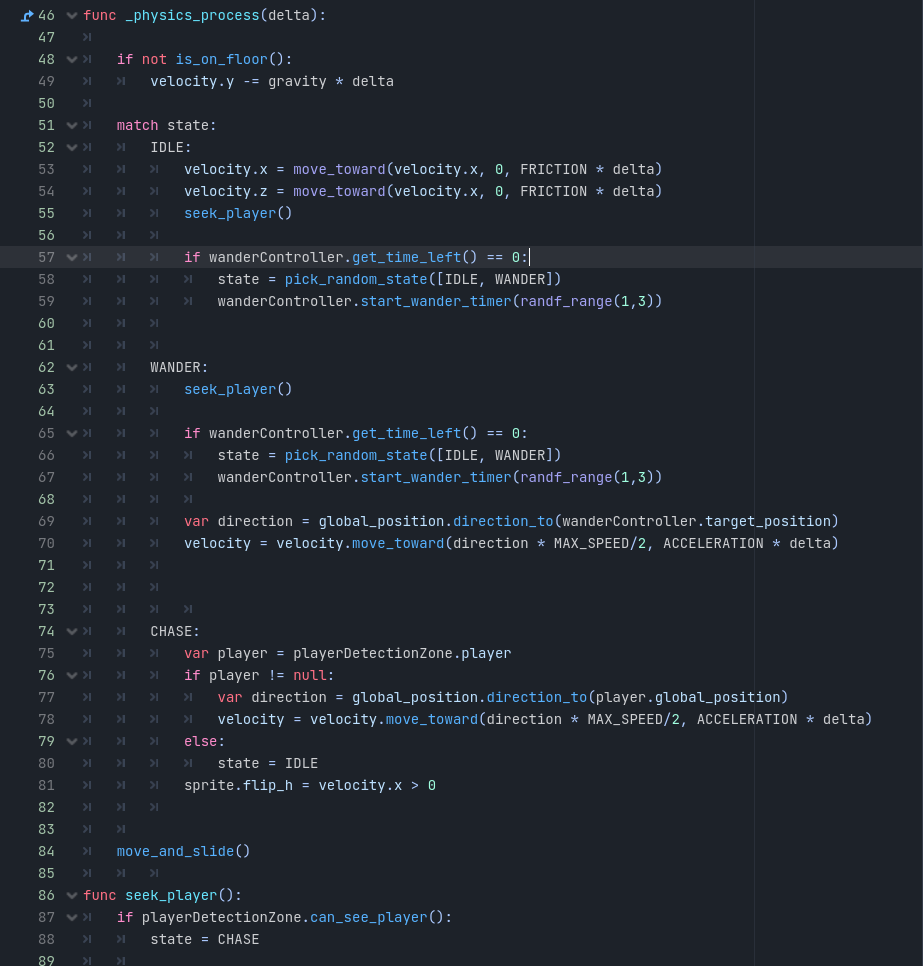 46 func _physics_process(delta):
47
48 if not is_on_floor():
49 velocity.y -= gravity * delta
50
51 match state:
52 IDLE:
53 velocity.x = move_toward(velocity.x, 0, FRICTION * delta)
54 velocity.z = move_toward(velocity.x, 0, FRICTION * delta)
55 seek_player()
56
57 if wanderController.get_time_left() == 0:
58 state = pick_random_state([IDLE, WANDER])
59 wanderController.start_wander_timer(randf_range(1,3))
60
61
62 WANDER:
63 seek_player()
64
65 if wanderController.get_time_left() == 0:
66 state = pick_random_state([IDLE, WANDER])
67 wanderController.start_wander_timer(randf_range(1,3))
68
69 var direction = global_position.direction_to(wanderController.target_position)
70 velocity = velocity.move_toward(direction * MAX_SPEED/2, ACCELERATION * delta)
71
72
73
74 CHASE:
75 var player = playerDetectionZone.player
76 if player != null:
77 var direction = global_position.direction_to(player.global_position)
78 velocity = velocity.move_toward(direction * MAX_SPEED/2, ACCELERATION * delta)
79 else:
80 state = IDLE
81 sprite.flip_h = velocity.x > 0
82
83
84 move_and_slide()
85
86 func seek_player():
87 if playerDetectionZone.can_see_player():
88 state = CHASE
89